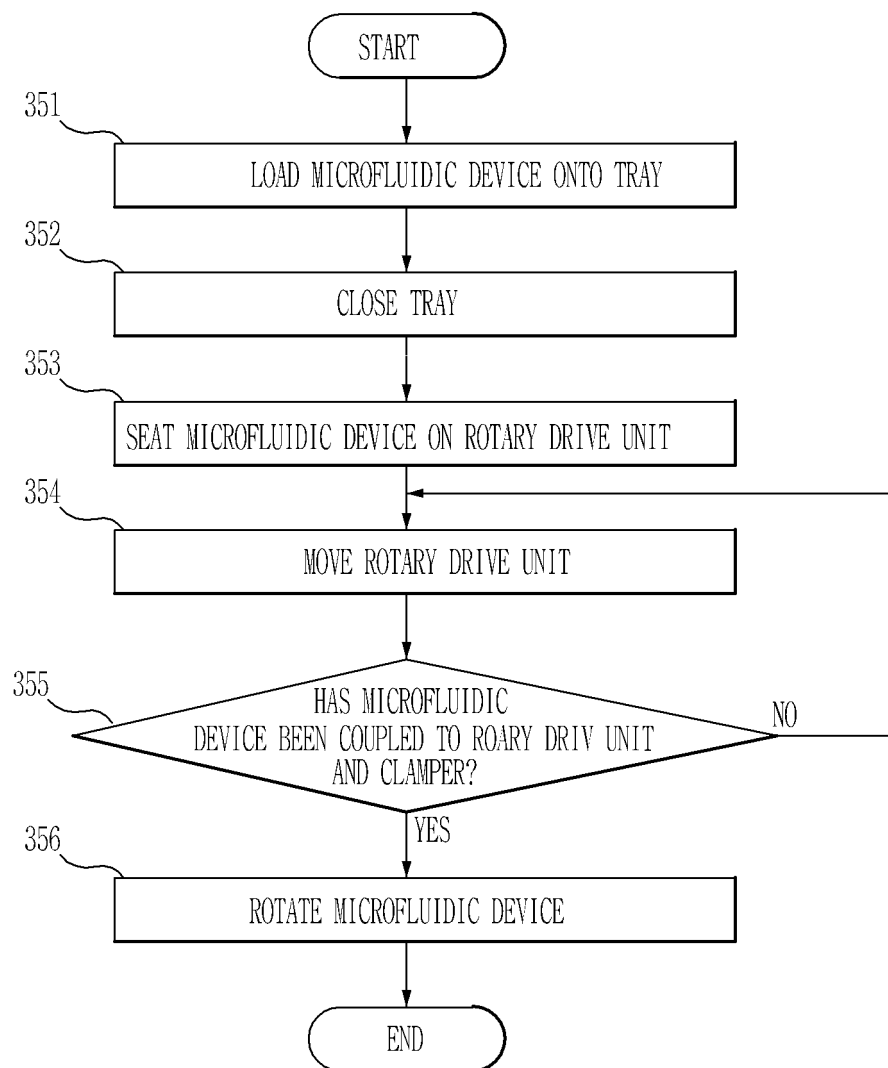 START
351
LOAD MICROFLUIDIC DEVICE ONTO TRAY
352
CLOSE TRAY
353
SEAT MICROFLUIDIC DEVICE ON ROTARY DRIVE UNIT
354
MOVE ROTARY DRIVE UNIT
355
HAS MICROFLUIDIC
DEVICE BEEN COUPLED TO ROARY DRIV UNIT
AND CLAMPER?
NO
YES
356
ROTATE MICROFLUIDIC DEVICE
END